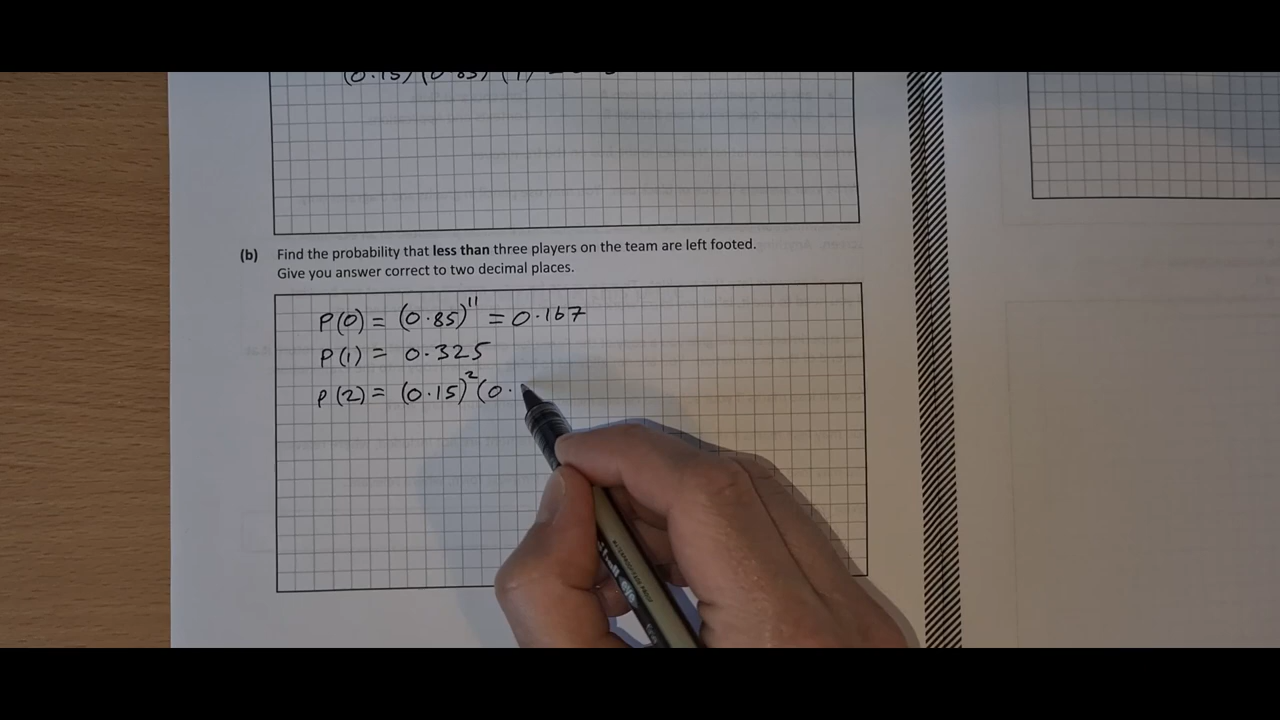 (b) Find the probability that less than three players on the team are left footed.
Give you answer correct to two decimal places.
P(0) = (0.85)¹¹ = 0.167
P(1) = 0.325
P(2) = (0.15)² (0.